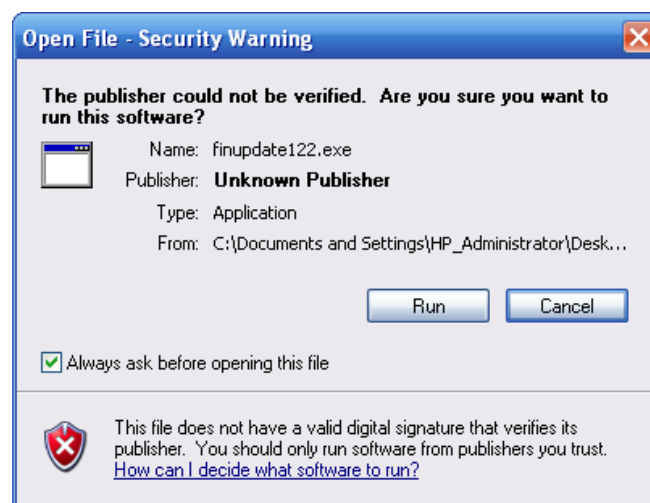 Open File - Security Warning
The publisher could not be verified.  Are you sure you want to
run this software?
Name: finupdate122.exe
Publisher: Unknown Publisher
Type: Application
From: C:\Documents and Settings\HP_Administrator\Desk...
Run Cancel
Always ask before opening this file
This file does not have a valid digital signature that verifies its
publisher.  You should only run software from publishers you trust.
How can I decide what software to run?